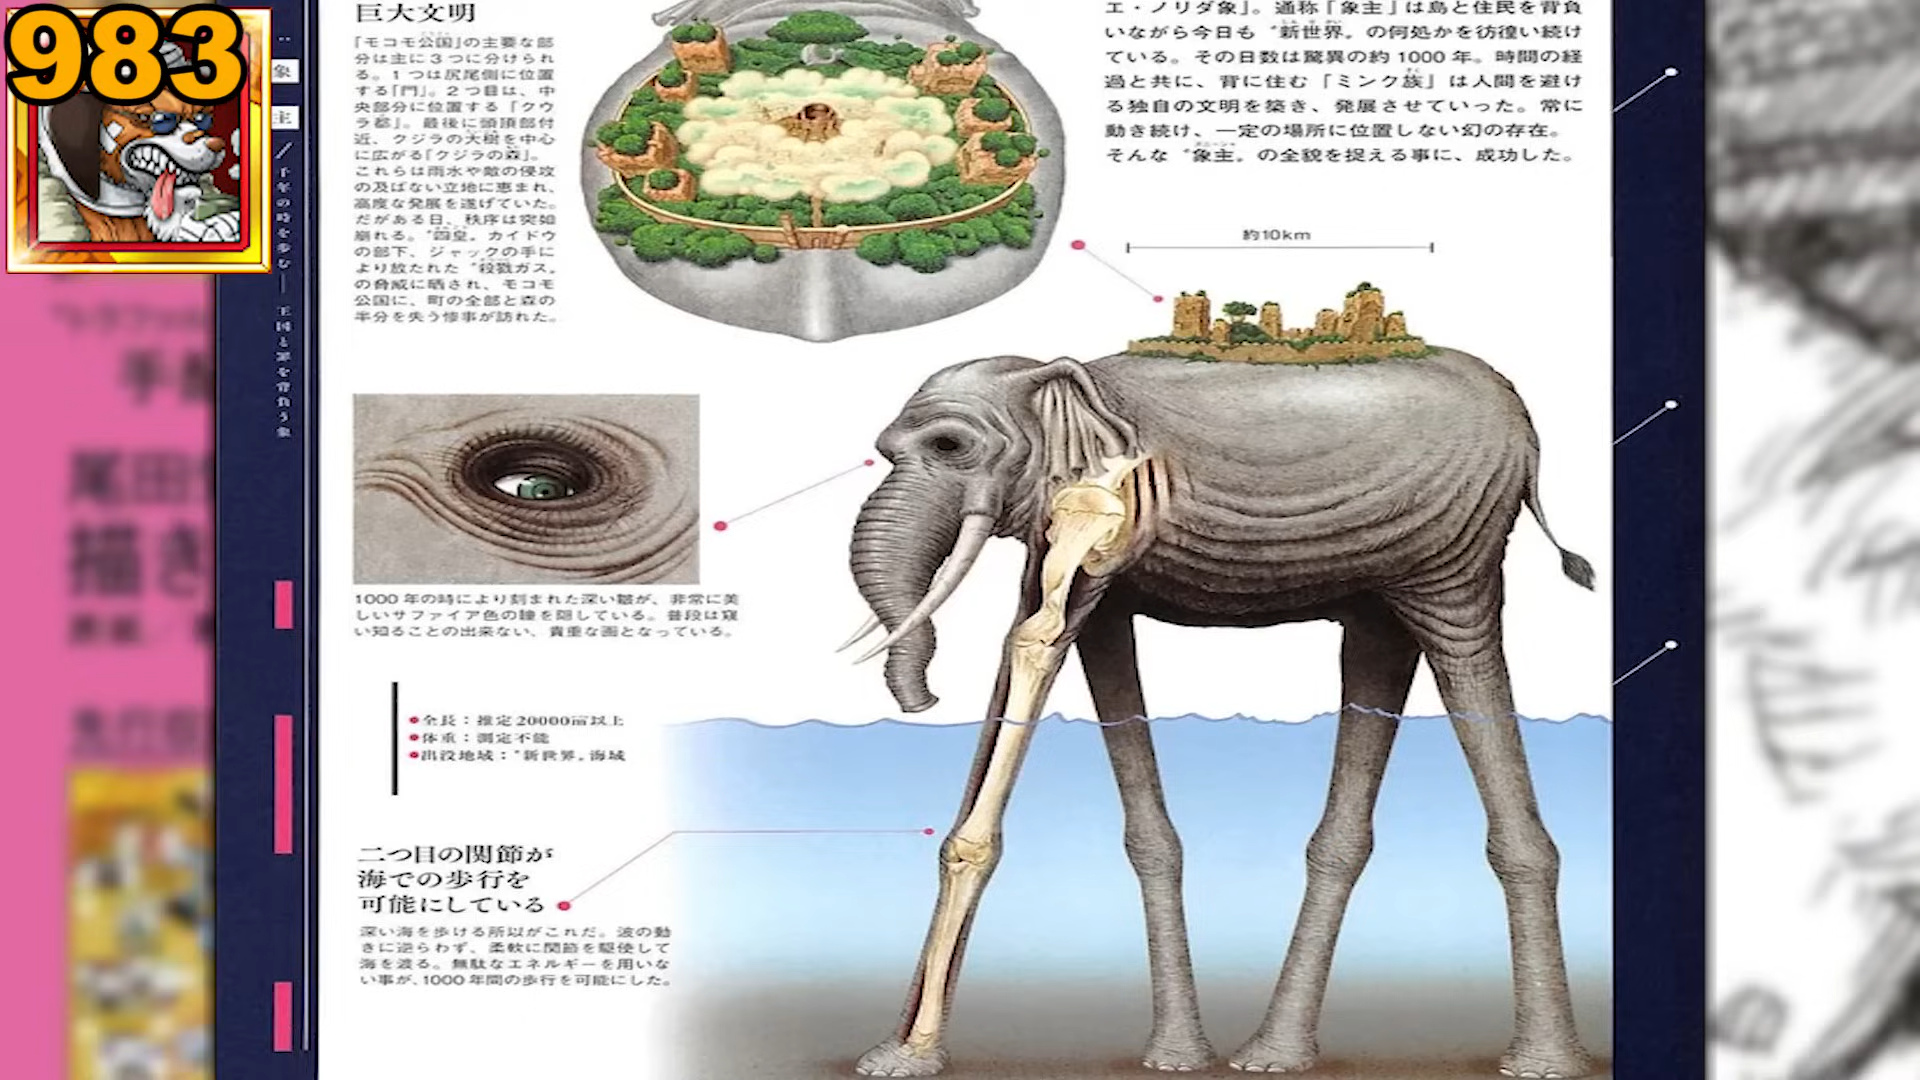 983
象
主
千年の時を歩む── 王国と罪を背負う象
巨大文明
「モコモ公国」の主要な部
分は主に3つに分けられ
る。1つは尻尾側に位置
する「門」。2つ目は、中
央部分に位置する「クウ
ラ都」。最後に頭頂部付
近、クジラの大樹を中心
に広がる「クジラの森」。
これらは雨水や敵の侵攻
の及ばない立地に恵まれ、
高度な発展を遂げていた。
だがある日、秩序は突如
崩れる。〝四皇〟カイドウ
の部下、ジャックの手に
より放たれた〝殺戮ガス〟
の脅威に晒され、モコモ
公国に、町の全部と森の
半分を失う惨事が訪れた。
エ・ノリダ象」。通称「象主」は島と住民を背負
いながら今日も〝新世界〟の何処かを彷徨い続け
ている。その日数は驚異の約1000年。時間の経
過と共に、背に住む「ミンク族」は人間を避け
る独自の文明を築き、発展させていった。常に
動き続け、一定の場所に位置しない幻の存在。
そんな〝象主〟の全貌を捉える事に、成功した。
約10km
1000年の時により刻まれた深い皺が、非常に美
しいサファイア色の瞳を隠している。普段は窺
い知ることの出来ない、貴重な画となっている。
全長：推定20000m以上
体重：測定不能
出没地域：〝新世界〟海域
二つ目の関節が
海での歩行を
可能にしている
深い海を歩ける所以がこれだ。波の動
きに逆らわず、柔軟に関節を駆使して
海を渡る。無駄なエネルギーを用いな
い事が、1000年間の歩行を可能にした。
尾田
描き